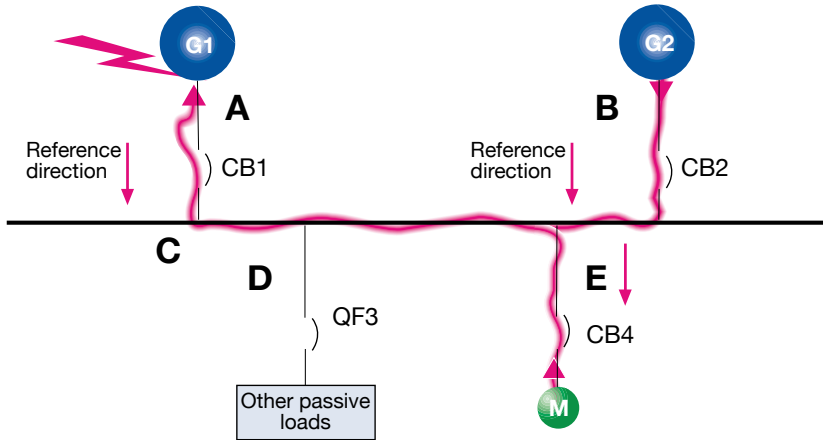 G1
G2
A
B
Reference
direction
CB1
Reference
direction
CB2
C
D
E
QF3
CB4
Other passive
loads
M